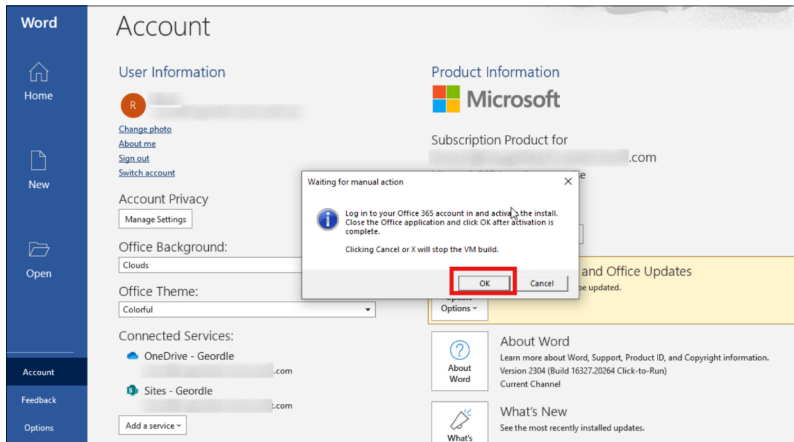 Word
Home
New
Open
Account
Feedback
Options
Account
User Information
R
Change photo
About me
Sign out
Switch account
Account Privacy
Manage Settings
Office Background:
Clouds
Office Theme:
Colorful
Connected Services:
OneDrive - Geordle
.com
Sites - Geordle
.com
Add a service
Product Information
Microsoft
Subscription Product for
.com
Waiting for manual action
Log in to your Office 365 account in and activate the install.
Close the Office application and click OK after activation is
complete.
Clicking Cancel or X will stop the VM build.
OK
Cancel
and Office Updates
be updated.
Options
About
Word
About Word
Learn more about Word, Support, Product ID, and Copyright information.
Version 2304 (Build 16327.20264 Click-to-Run)
Current Channel
What's
What's New
See the most recently installed updates.